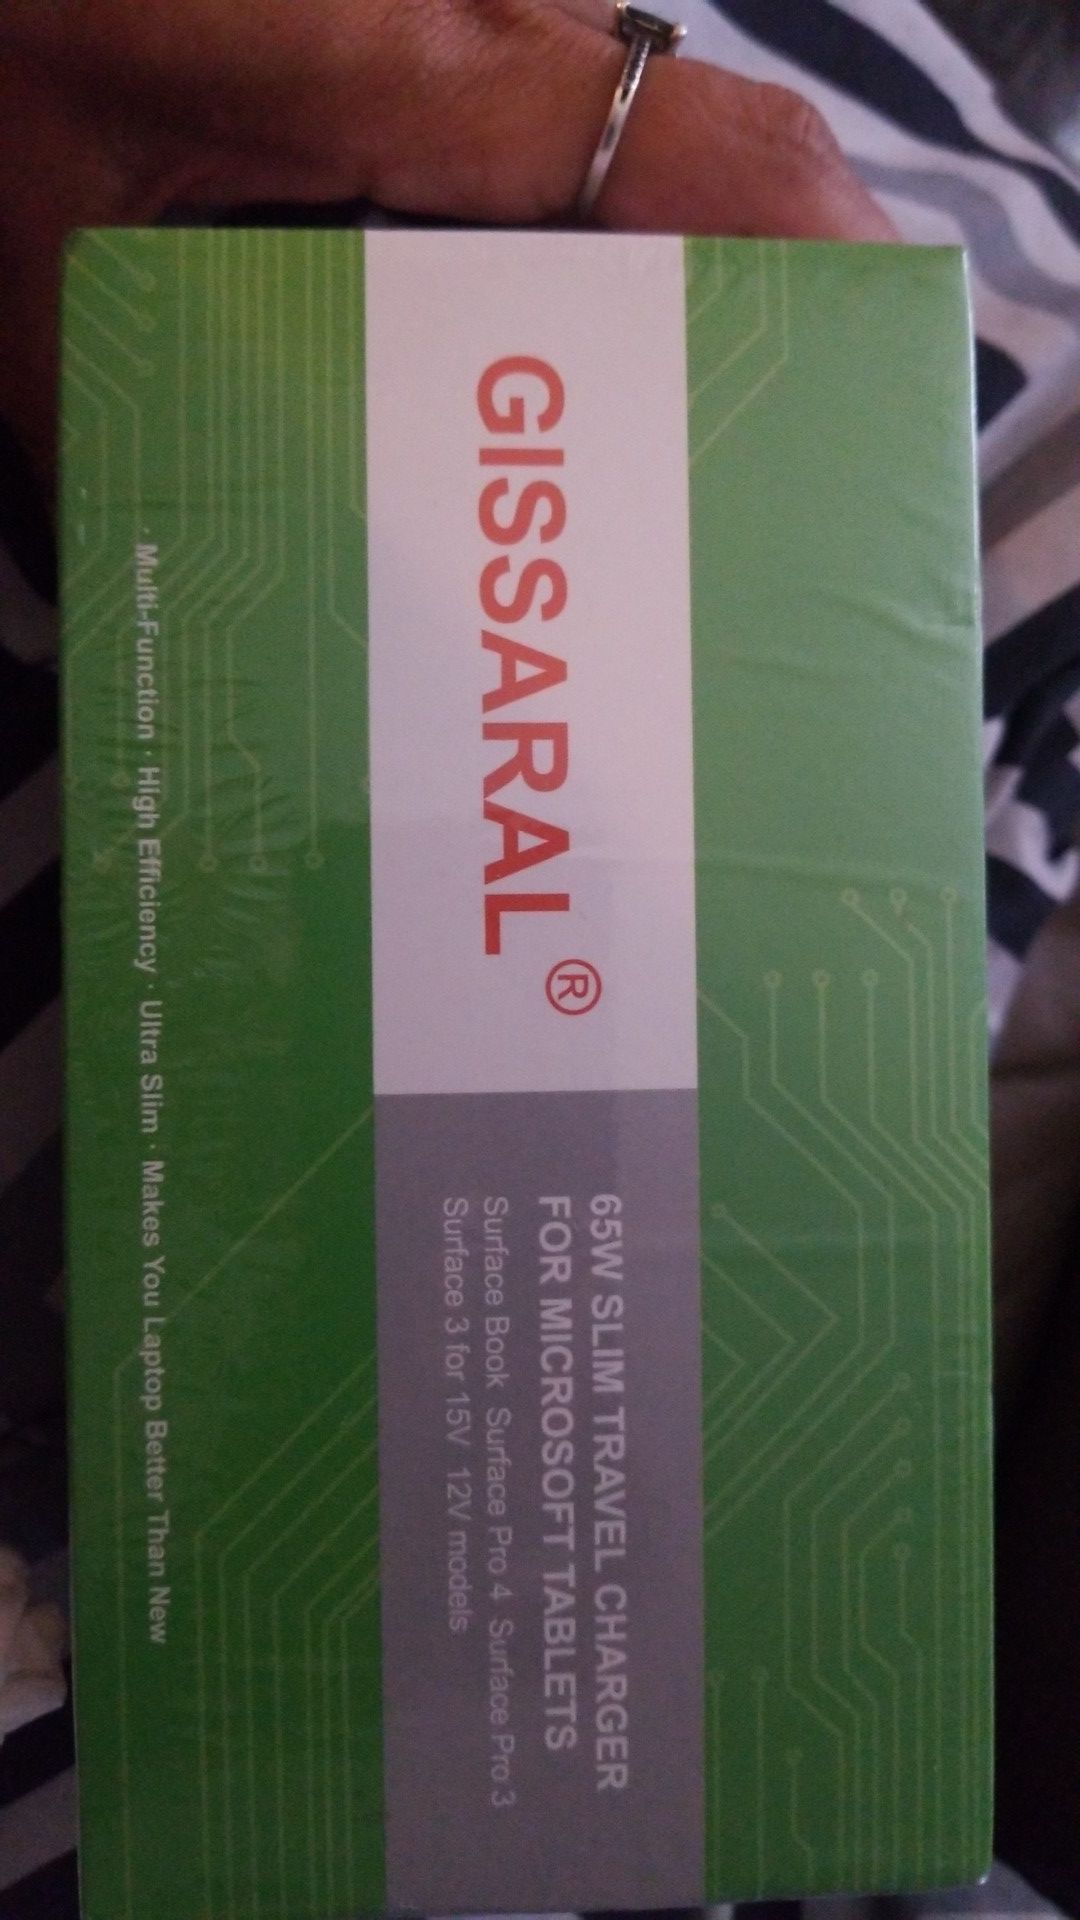 GISSARAL®
65W SLIM TRAVEL CHARGER
FOR MICROSOFT TABLETS
Surface Book Surface Pro 4 Surface Pro 3
Surface 3 for 15V 12V models
· Multi-Function · High Efficiency · Ultra Slim · Makes You Laptop Better Than New